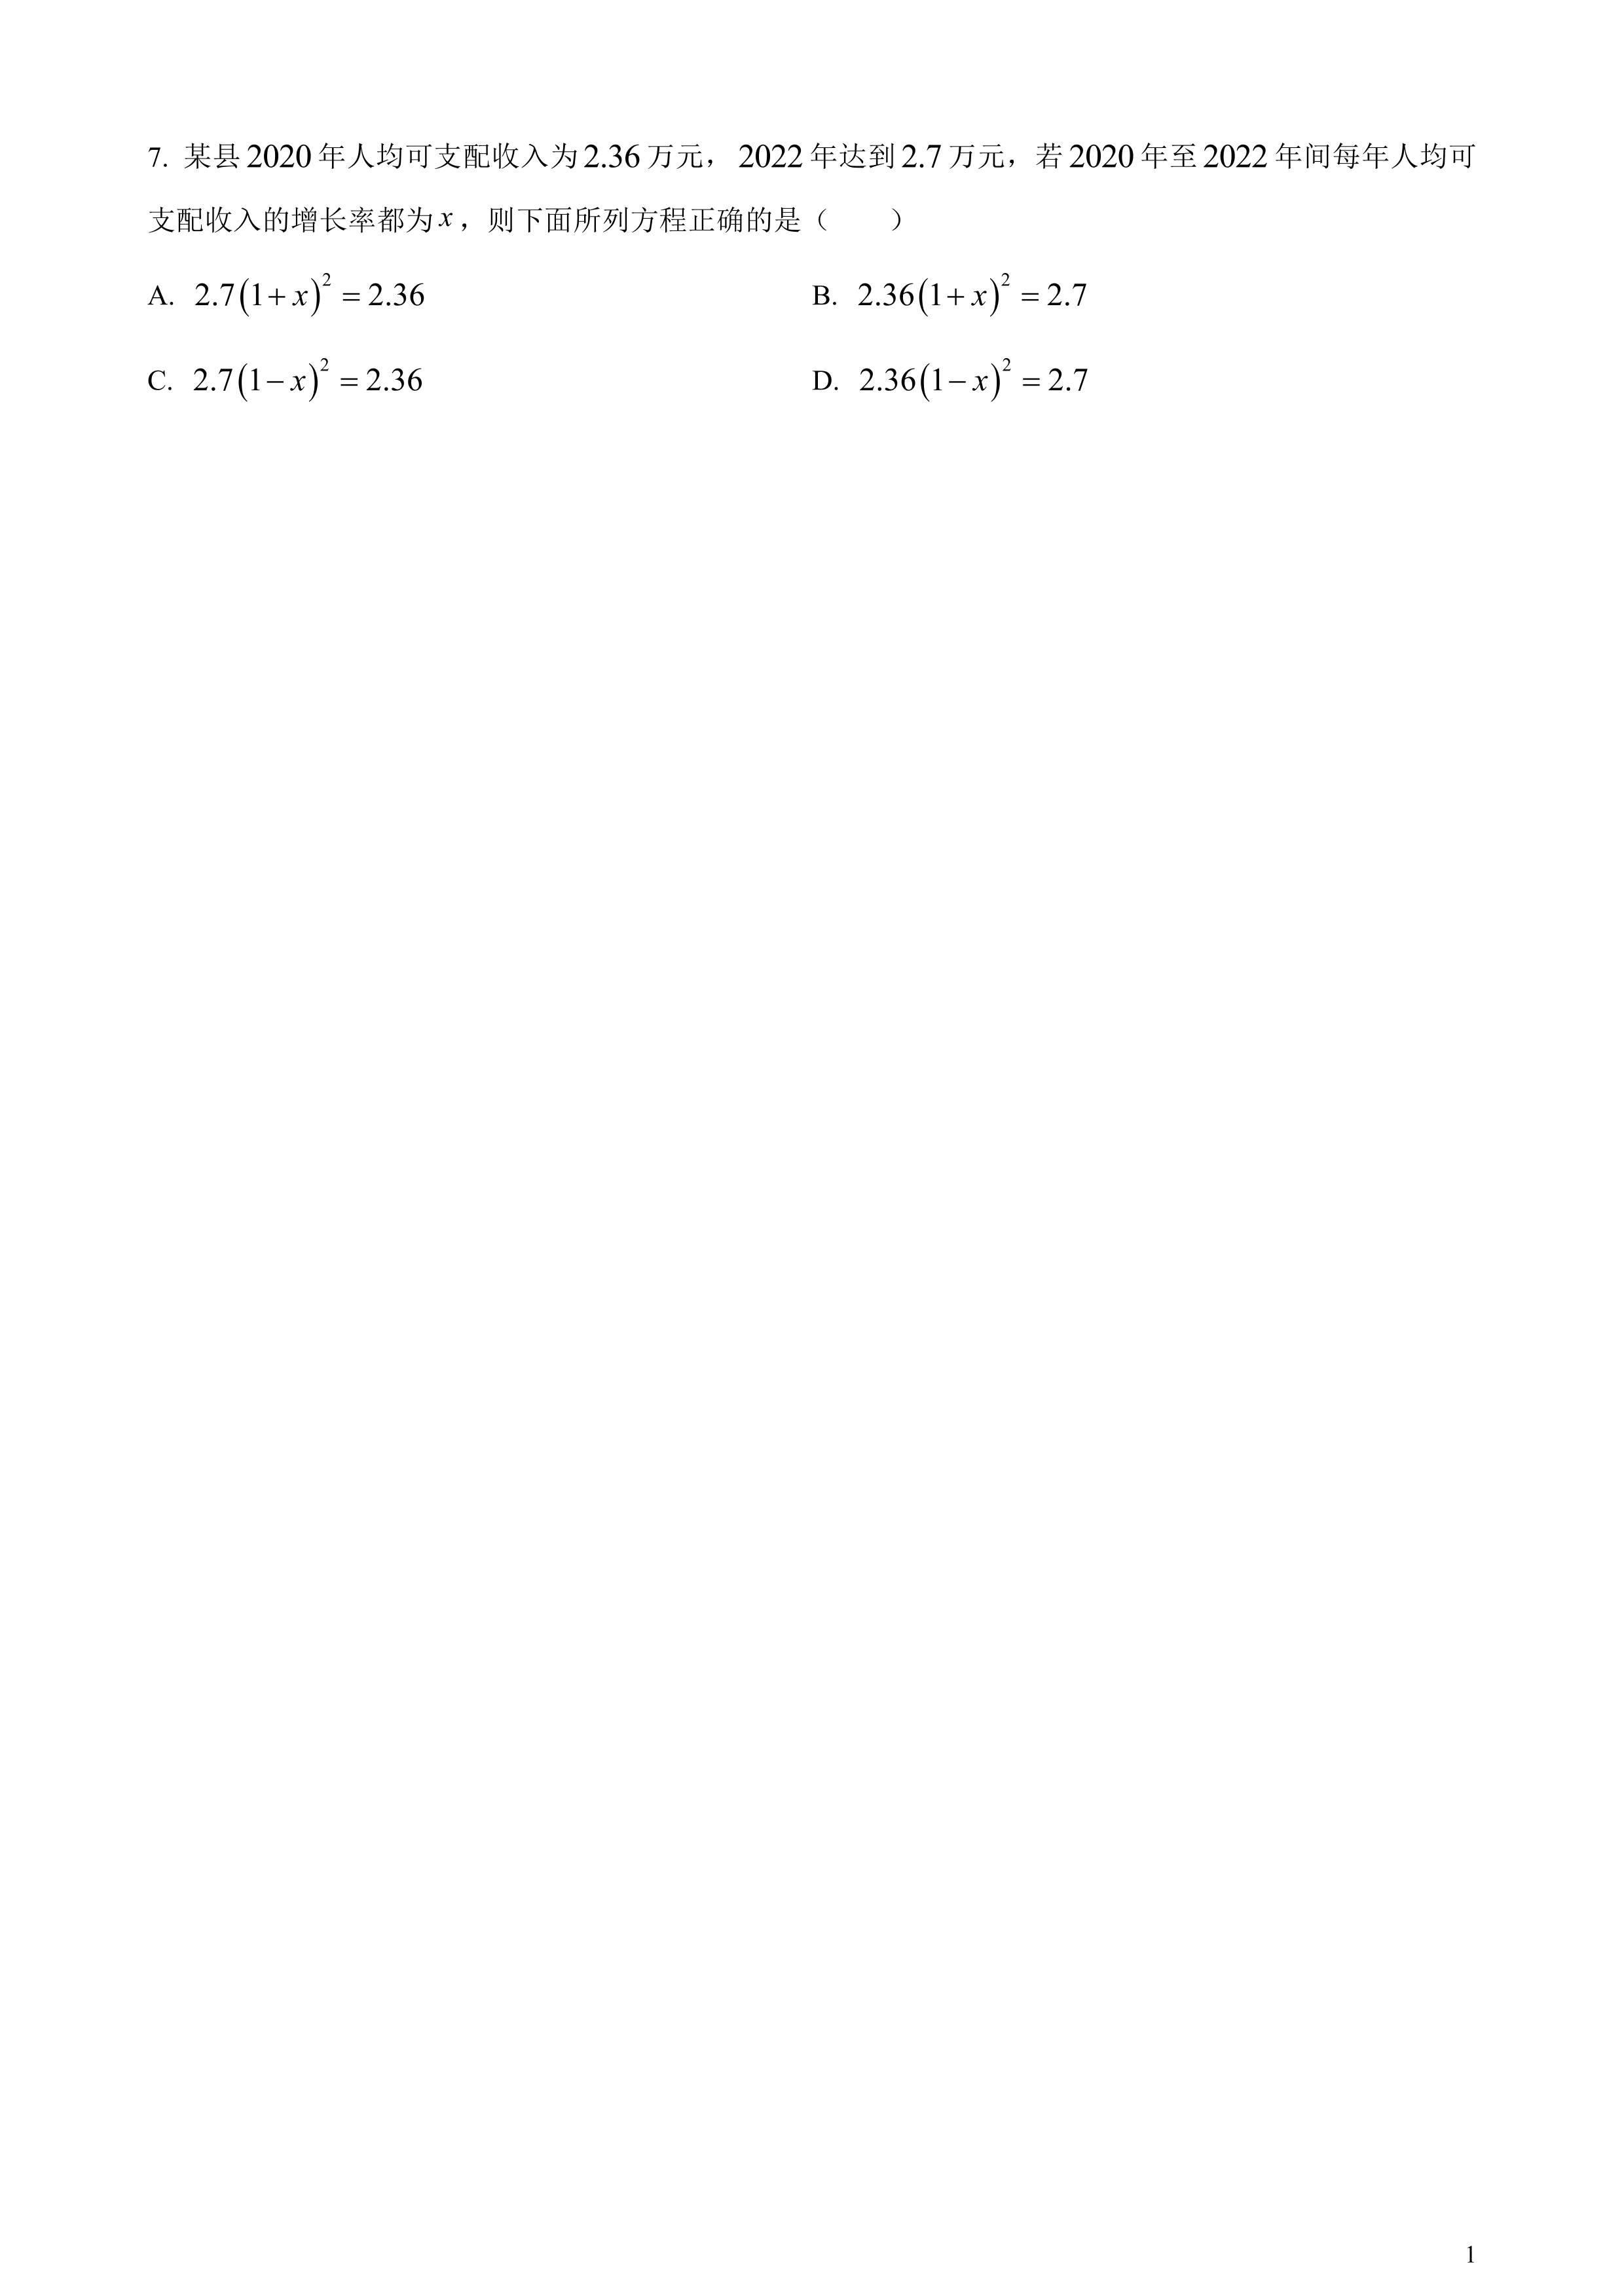 7. 某县2020年人均可支配收入为2.36万元，2022年达到2.7万元，若2020年至2022年间每年人均可
支配收入的增长率都为x，则下面所列方程正确的是（　　）
A. 2.7(1+x)²=2.36 B. 2.36(1+x)²=2.7
C. 2.7(1−x)²=2.36 D. 2.36(1−x)²=2.7
1